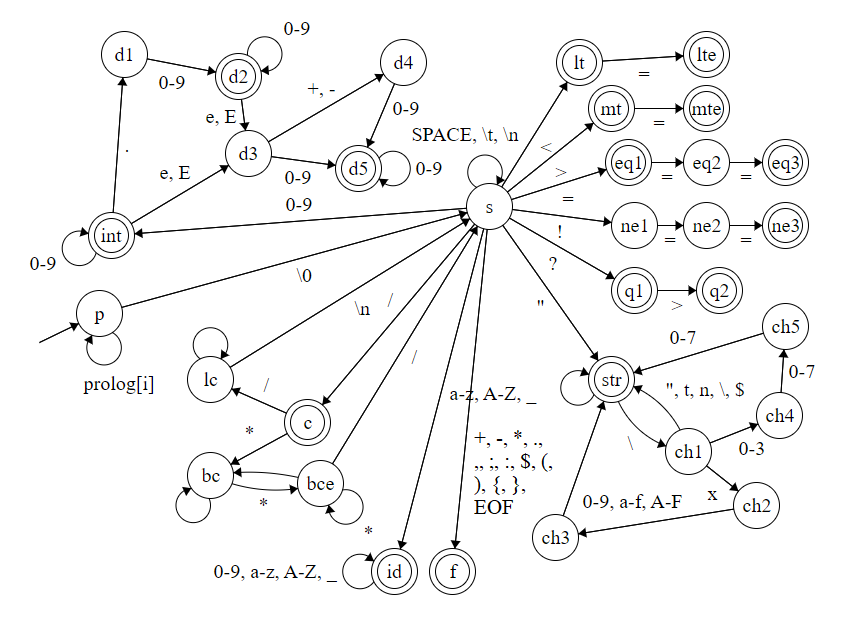 0-9
d1
d4
lt
=
lte
0-9
d2
+, -
0-9
e, E
SPACE, \t, \n
<
mt
=
mte
.
d3
e, E
0-9
d5
0-9
>
eq1
=
eq2
=
eq3
0-9
s
=
int
!
ne1
=
ne2
=
ne3
0-9
\0
?
q1
>
q2
p
\n
/
"
ch5
prolog[i]
0-7
/
lc
str
0-7
/
a-z, A-Z, _
", t, n, \, $
ch4
*
c
+, -, *, .,
,, ;, :, $, (,
), {, },
EOF
\
ch1
0-3
bc
bce
*
x
0-9, a-f, A-F
ch2
*
ch3
0-9, a-z, A-Z, _
id
f